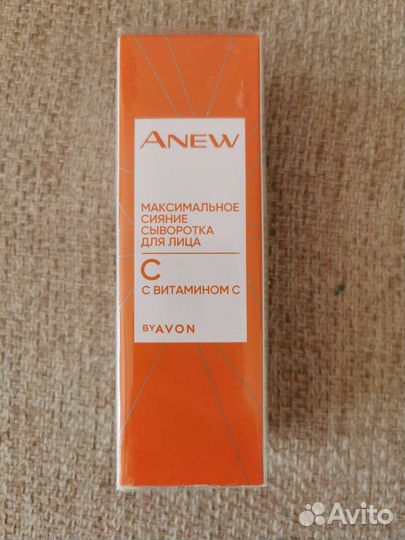 ANEW
МАКСИМАЛЬНОЕ
СИЯНИЕ
СЫВОРОТКА
ДЛЯ ЛИЦА
C
С ВИТАМИНОМ С
BY AVON
Avito